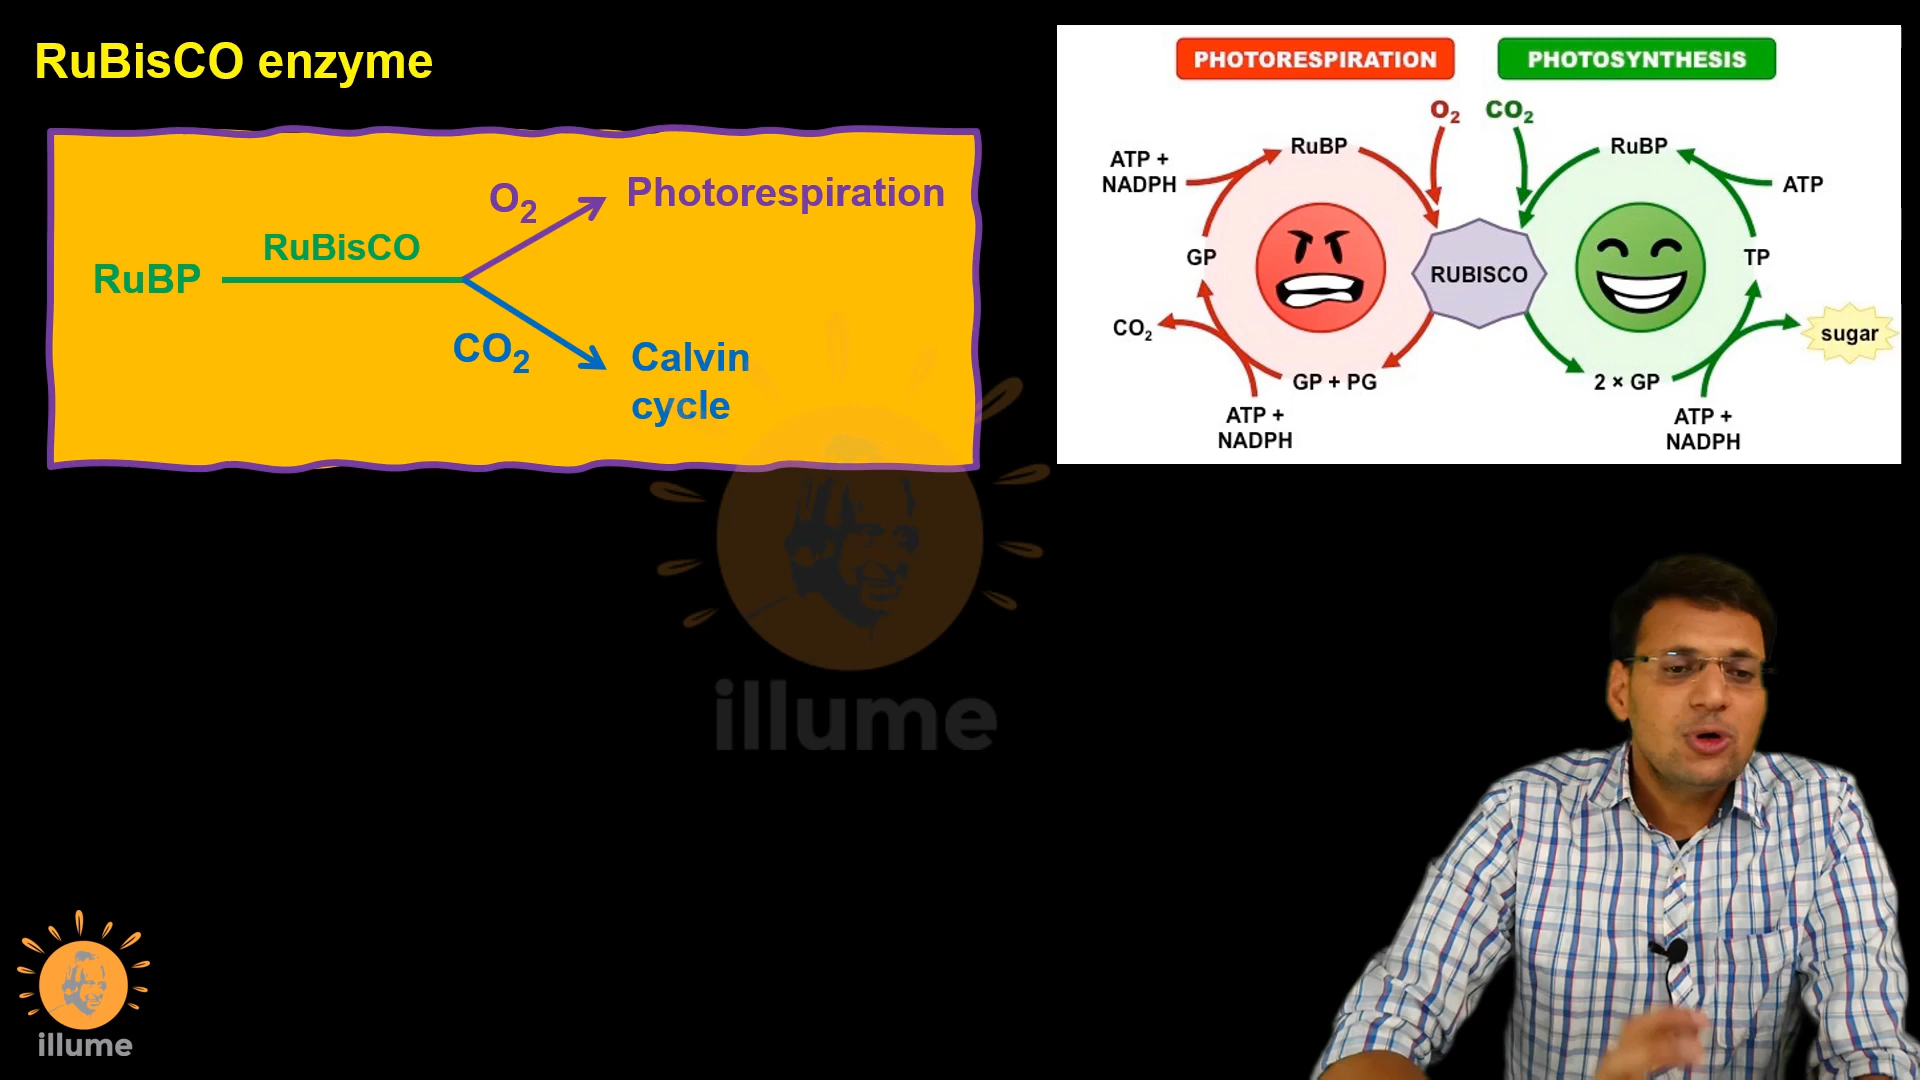 RuBisCO enzyme
RuBP
RuBisCO
O₂
Photorespiration
CO₂
Calvin
cycle
PHOTORESPIRATION
PHOTOSYNTHESIS
O₂
CO₂
RuBP
ATP +
NADPH
GP
CO₂
GP + PG
ATP +
NADPH
RUBISCO
RuBP
ATP
TP
sugar
2 × GP
ATP +
NADPH
illume
illume